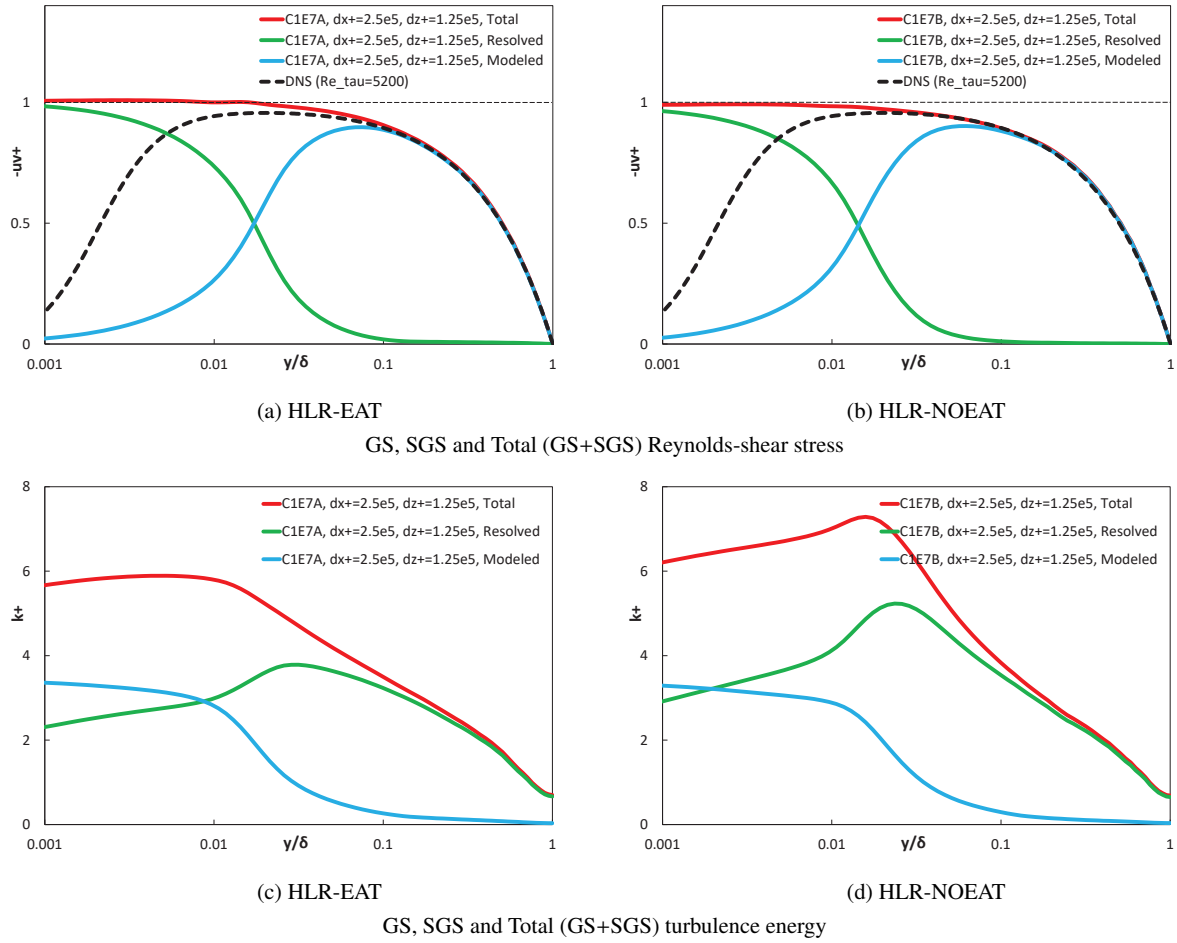 C1E7A, dx+=2.5e5, dz+=1.25e5, Total
C1E7A, dx+=2.5e5, dz+=1.25e5, Resolved
C1E7A, dx+=2.5e5, dz+=1.25e5, Modeled
DNS (Re_tau=5200)
1
0.5
0
-uv+
0.001
0.01
y/δ
0.1
1
(a) HLR-EAT
C1E7B, dx+=2.5e5, dz+=1.25e5, Total
C1E7B, dx+=2.5e5, dz+=1.25e5, Resolved
C1E7B, dx+=2.5e5, dz+=1.25e5, Modeled
DNS (Re_tau=5200)
1
0.5
0
-uv+
0.001
0.01
y/δ
0.1
1
(b) HLR-NOEAT
GS, SGS and Total (GS+SGS) Reynolds-shear stress
C1E7A, dx+=2.5e5, dz+=1.25e5, Total
C1E7A, dx+=2.5e5, dz+=1.25e5, Resolved
C1E7A, dx+=2.5e5, dz+=1.25e5, Modeled
8
6
4
2
0
k+
0.001
0.01
y/δ
0.1
1
(c) HLR-EAT
C1E7B, dx+=2.5e5, dz+=1.25e5, Total
C1E7B, dx+=2.5e5, dz+=1.25e5, Resolved
C1E7B, dx+=2.5e5, dz+=1.25e5, Modeled
8
6
4
2
0
k+
0.001
0.01
y/δ
0.1
1
(d) HLR-NOEAT
GS, SGS and Total (GS+SGS) turbulence energy